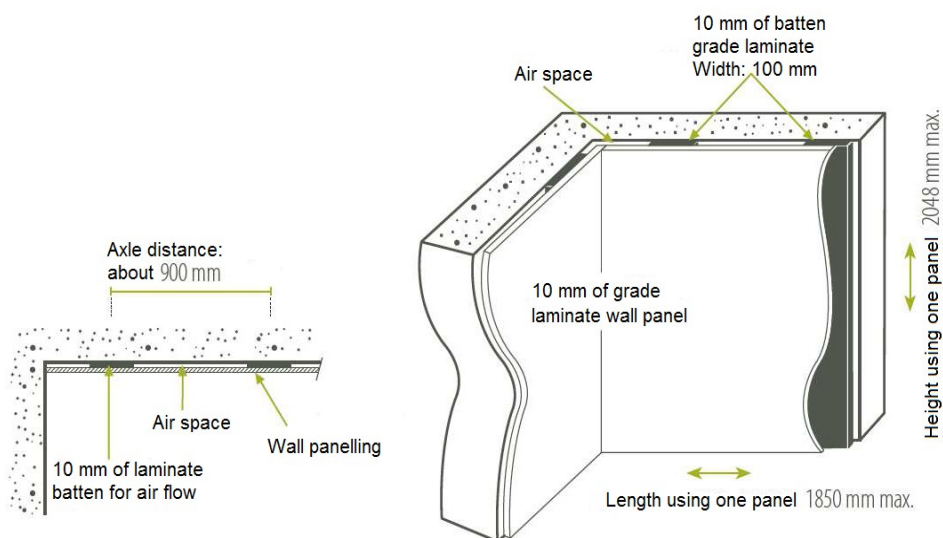 10 mm of batten
grade laminate
Width: 100 mm
Air space
Axle distance:
about 900 mm
10 mm of grade
laminate wall panel
Height using one panel 2048 mm max.
Air space
Wall panelling
10 mm of laminate
batten for air flow
Length using one panel 1850 mm max.